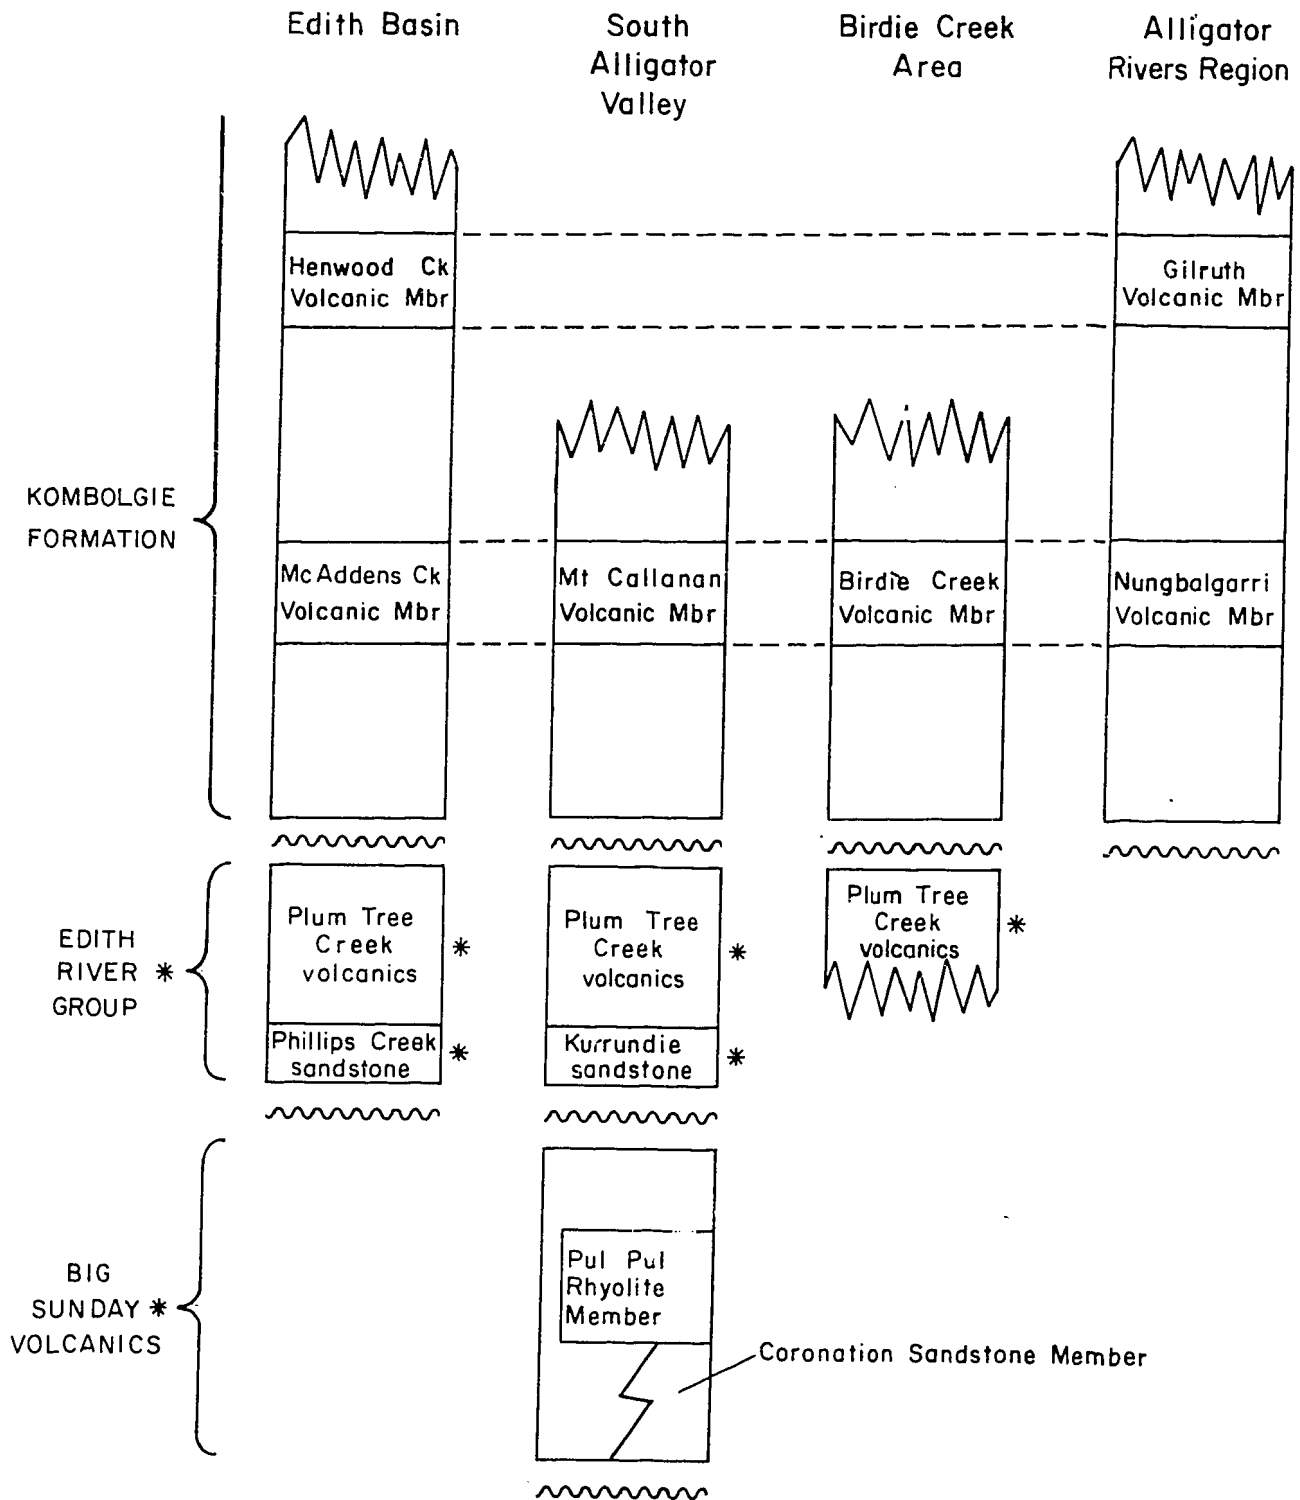 Edith Basin
South
Alligator
Valley
Birdie Creek
Area
Alligator
Rivers Region
Henwood Ck
Volcanic Mbr
Gilruth
Volcanic Mbr
KOMBOLGIE
FORMATION
McAddens Ck
Volcanic Mbr
Mt Callanan
Volcanic Mbr
Birdie Creek
Volcanic Mbr
Nungbalgarri
Volcanic Mbr
EDITH
RIVER *
GROUP
Plum Tree
Creek
volcanics
*
Plum Tree
Creek
volcanics
*
Plum Tree
Creek
volcanics
*
Phillips Creek
sandstone
*
Kurrundie
sandstone
*
BIG
SUNDAY *
VOLCANICS
Pul Pul
Rhyolite
Member
Coronation Sandstone Member